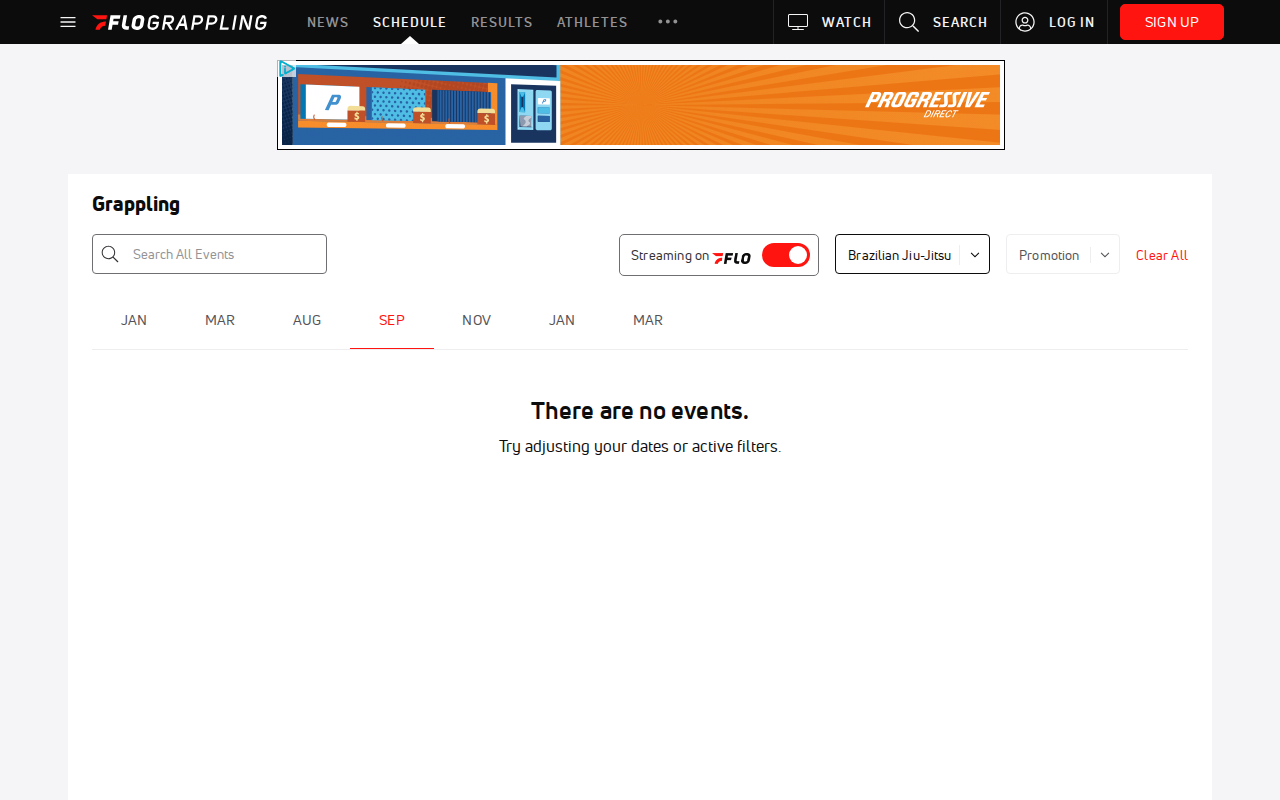 FLOGRAPPLING NEWS SCHEDULE RESULTS ATHLETES WATCH SEARCH LOG IN SIGN UP
P $ $ $ P PROGRESSIVE
DIRECT
Grappling
Search All Events Streaming on FLO Brazilian Jiu-Jitsu Promotion Clear All
JAN MAR AUG SEP NOV JAN MAR
There are no events.
Try adjusting your dates or active filters.